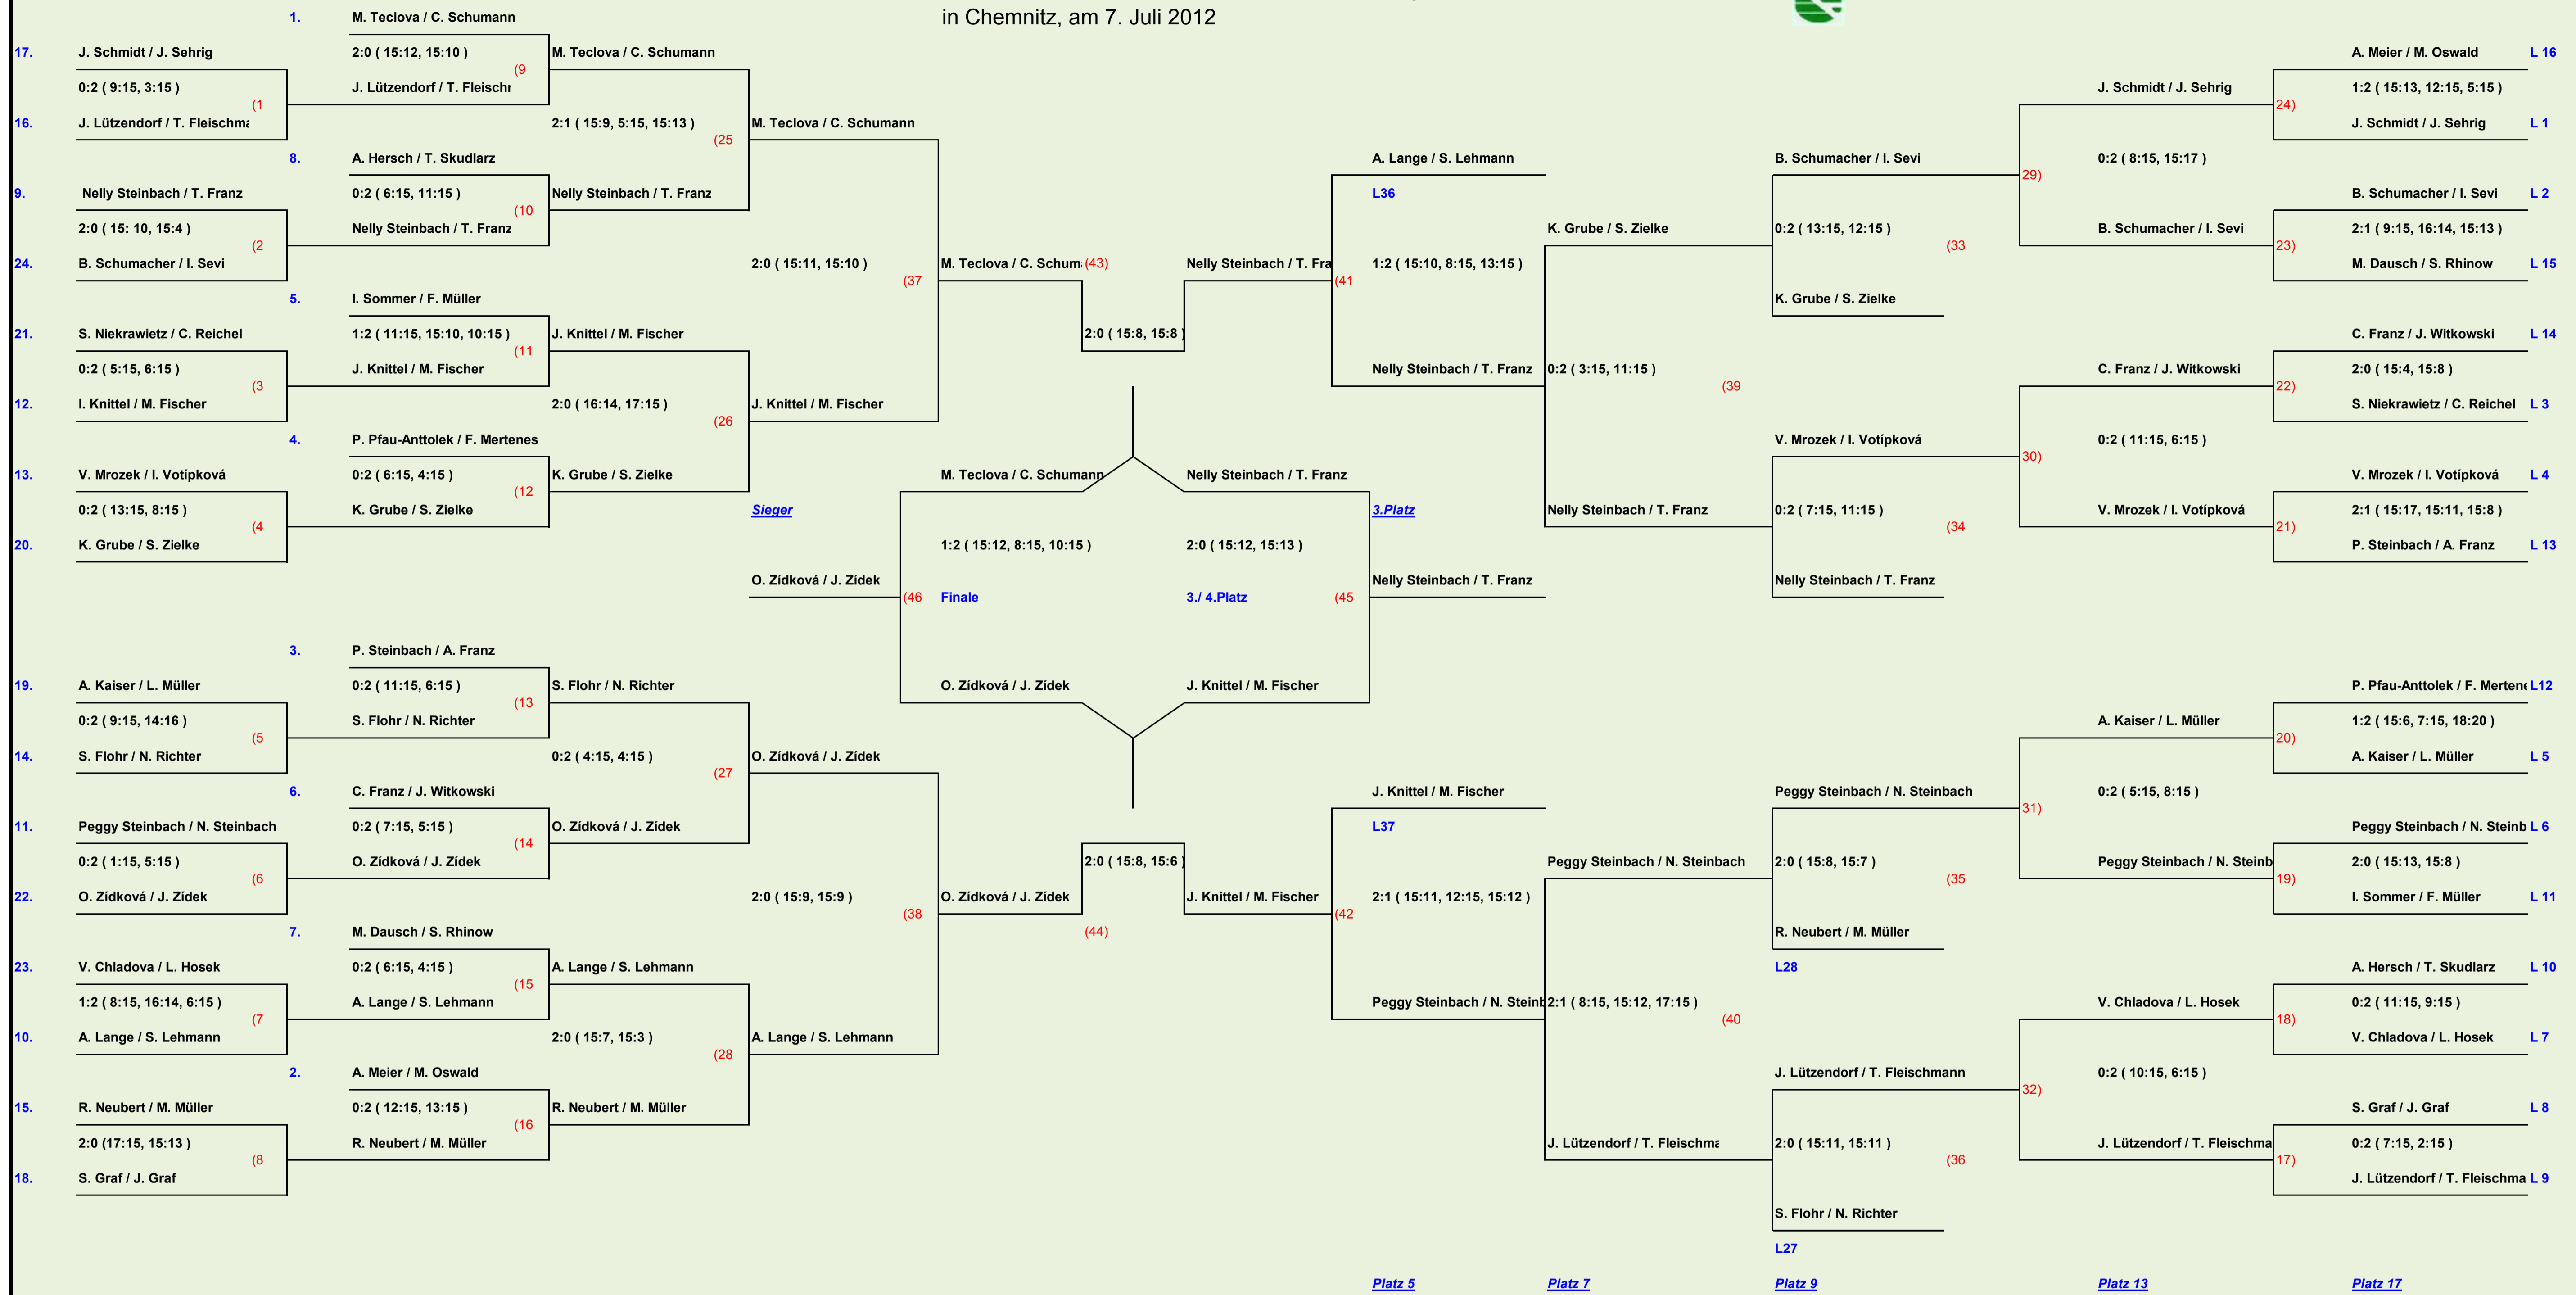 in Chemnitz, am 7. Juli 2012
1. M. Teclova / C. Schumann
17. J. Schmidt / J. Sehrig 2:0 ( 15:12, 15:10 ) M. Teclova / C. Schumann A. Meier / M. Oswald L 16
(9
0:2 ( 9:15, 3:15 ) J. Lützendorf / T. Fleischr J. Schmidt / J. Sehrig 1:2 ( 15:13, 12:15, 5:15 )
(1 24)
16. J. Lützendorf / T. Fleischma 2:1 ( 15:9, 5:15, 15:13 ) M. Teclova / C. Schumann J. Schmidt / J. Sehrig L 1
(25
8. A. Hersch / T. Skudlarz A. Lange / S. Lehmann B. Schumacher / I. Sevi 0:2 ( 8:15, 15:17 )
29)
9. Nelly Steinbach / T. Franz 0:2 ( 6:15, 11:15 ) Nelly Steinbach / T. Franz L36 B. Schumacher / I. Sevi L 2
(10
2:0 ( 15: 10, 15:4 ) Nelly Steinbach / T. Franz K. Grube / S. Zielke 0:2 ( 13:15, 12:15 ) B. Schumacher / I. Sevi 2:1 ( 9:15, 16:14, 15:13 )
(2 (33 23)
24. B. Schumacher / I. Sevi 2:0 ( 15:11, 15:10 ) M. Teclova / C. Schum (43) Nelly Steinbach / T. Fra 1:2 ( 15:10, 8:15, 13:15 ) M. Dausch / S. Rhinow L 15
(37 (41
5. I. Sommer / F. Müller K. Grube / S. Zielke
21. S. Niekrawietz / C. Reichel 1:2 ( 11:15, 15:10, 10:15 ) J. Knittel / M. Fischer 2:0 ( 15:8, 15:8 ) C. Franz / J. Witkowski L 14
(11
0:2 ( 5:15, 6:15 ) J. Knittel / M. Fischer Nelly Steinbach / T. Franz 0:2 ( 3:15, 11:15 ) C. Franz / J. Witkowski 2:0 ( 15:4, 15:8 )
(3 (39 22)
12. I. Knittel / M. Fischer 2:0 ( 16:14, 17:15 ) J. Knittel / M. Fischer S. Niekrawietz / C. Reichel L 3
(26
4. P. Pfau-Anttolek / F. Mertenes V. Mrozek / I. Votípková 0:2 ( 11:15, 6:15 )
30)
13. V. Mrozek / I. Votípková 0:2 ( 6:15, 4:15 ) K. Grube / S. Zielke M. Teclova / C. Schumann Nelly Steinbach / T. Franz V. Mrozek / I. Votípková L 4
(12
0:2 ( 13:15, 8:15 ) K. Grube / S. Zielke Sieger 3.Platz Nelly Steinbach / T. Franz 0:2 ( 7:15, 11:15 ) V. Mrozek / I. Votípková 2:1 ( 15:17, 15:11, 15:8 )
(4 (34 21)
20. K. Grube / S. Zielke 1:2 ( 15:12, 8:15, 10:15 ) 2:0 ( 15:12, 15:13 ) P. Steinbach / A. Franz L 13
O. Zídková / J. Zídek Nelly Steinbach / T. Franz Nelly Steinbach / T. Franz
(46 Finale 3./ 4.Platz (45
3. P. Steinbach / A. Franz
19. A. Kaiser / L. Müller 0:2 ( 11:15, 6:15 ) S. Flohr / N. Richter O. Zídková / J. Zídek J. Knittel / M. Fischer P. Pfau-Anttolek / F. Mertene L12
(13
0:2 ( 9:15, 14:16 ) S. Flohr / N. Richter A. Kaiser / L. Müller 1:2 ( 15:6, 7:15, 18:20 )
(5 20)
14. S. Flohr / N. Richter 0:2 ( 4:15, 4:15 ) O. Zídková / J. Zídek A. Kaiser / L. Müller L 5
(27
6. C. Franz / J. Witkowski J. Knittel / M. Fischer Peggy Steinbach / N. Steinbach 0:2 ( 5:15, 8:15 )
31)
11. Peggy Steinbach / N. Steinbach 0:2 ( 7:15, 5:15 ) O. Zídková / J. Zídek L37 Peggy Steinbach / N. Steinb L 6
(14
0:2 ( 1:15, 5:15 ) O. Zídková / J. Zídek 2:0 ( 15:8, 15:6 ) Peggy Steinbach / N. Steinbach 2:0 ( 15:8, 15:7 ) Peggy Steinbach / N. Steinb 2:0 ( 15:13, 15:8 )
(6 (35 19)
22. O. Zídková / J. Zídek 2:0 ( 15:9, 15:9 ) O. Zídková / J. Zídek J. Knittel / M. Fischer 2:1 ( 15:11, 12:15, 15:12 ) I. Sommer / F. Müller L 11
(38 (42
7. M. Dausch / S. Rhinow (44) R. Neubert / M. Müller
23. V. Chladova / L. Hosek 0:2 ( 6:15, 4:15 ) A. Lange / S. Lehmann L28 A. Hersch / T. Skudlarz L 10
(15
1:2 ( 8:15, 16:14, 6:15 ) A. Lange / S. Lehmann Peggy Steinbach / N. Steinb 2:1 ( 8:15, 15:12, 17:15 ) V. Chladova / L. Hosek 0:2 ( 11:15, 9:15 )
(7 (40 18)
10. A. Lange / S. Lehmann 2:0 ( 15:7, 15:3 ) A. Lange / S. Lehmann V. Chladova / L. Hosek L 7
(28
2. A. Meier / M. Oswald J. Lützendorf / T. Fleischmann 0:2 ( 10:15, 6:15 )
32)
15. R. Neubert / M. Müller 0:2 ( 12:15, 13:15 ) R. Neubert / M. Müller S. Graf / J. Graf L 8
(16
2:0 (17:15, 15:13 ) R. Neubert / M. Müller J. Lützendorf / T. Fleischma 2:0 ( 15:11, 15:11 ) J. Lützendorf / T. Fleischma 0:2 ( 7:15, 2:15 )
(8 (36 17)
18. S. Graf / J. Graf J. Lützendorf / T. Fleischma L 9
S. Flohr / N. Richter
L27
Platz 5 Platz 7 Platz 9 Platz 13 Platz 17